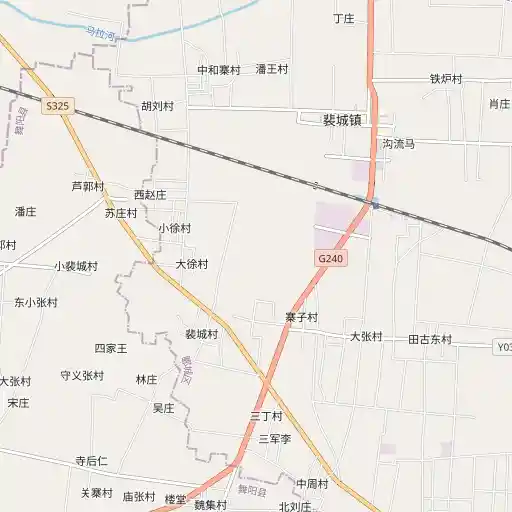 丁庄
马拉河
中和寨村
潘王村
铁炉村
S325
胡刘村
肖庄
裴城镇
舞阳县
沟流马
芦郭村
西赵庄
潘庄
苏庄村
小徐村
郭村
G240
小裴城村
大徐村
东小张村
寨子村
裴城村
大张村
田古东村
Y03
四家王
郾城区
大张村
守义张村
林庄
宋庄
吴庄
三丁村
三军李
寺后仁
中周村
舞阳县
关寨村
庙张村
楼堂
魏集村
北刘庄